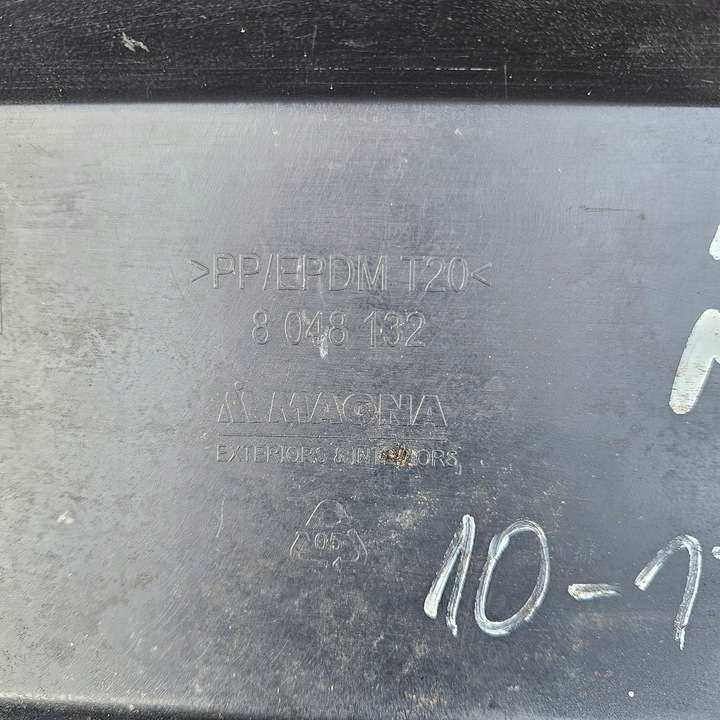 >PP/EPDM T20<
8 048 132
MAGNA
EXTERIORS & INTERIORS
05
10-1